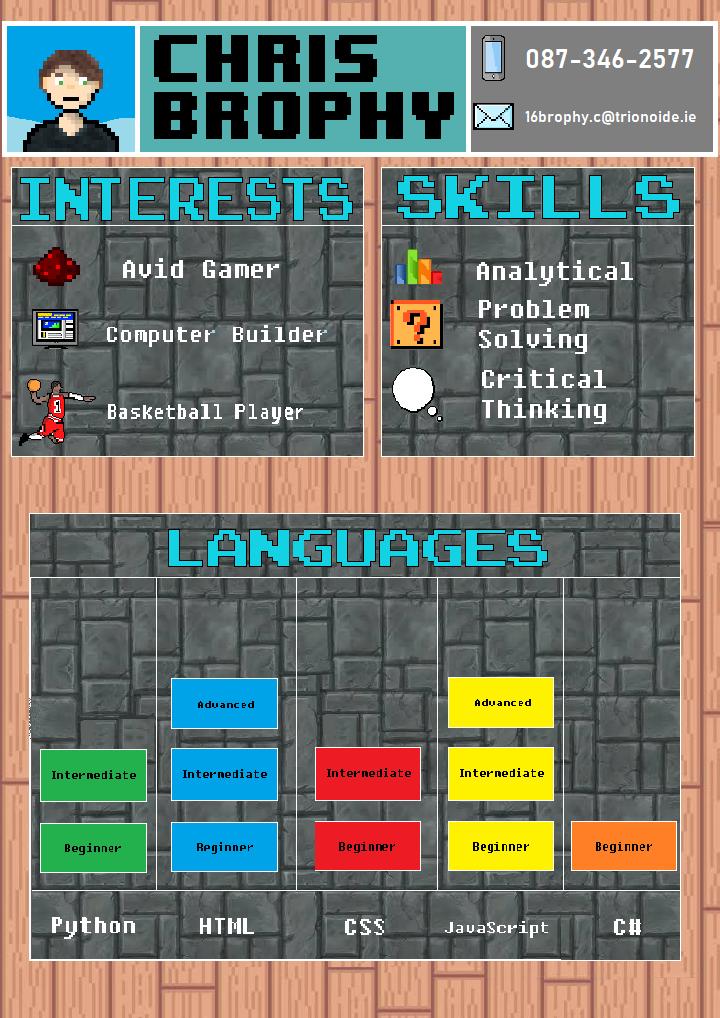 CHRIS
BROPHY
087-346-2577
16brophy.c@trionoide.ie
INTERESTS
Avid Gamer
Computer Builder
Basketball Player
1
SKILLS
Analytical
?
Problem
Solving
Critical
Thinking
LANGUAGES
Advanced
Advanced
Intermediate
Intermediate
Intermediate
Intermediate
Beginner
Beginner
Beginner
Beginner
Beginner
Python
HTML
CSS
JavaScript
C#